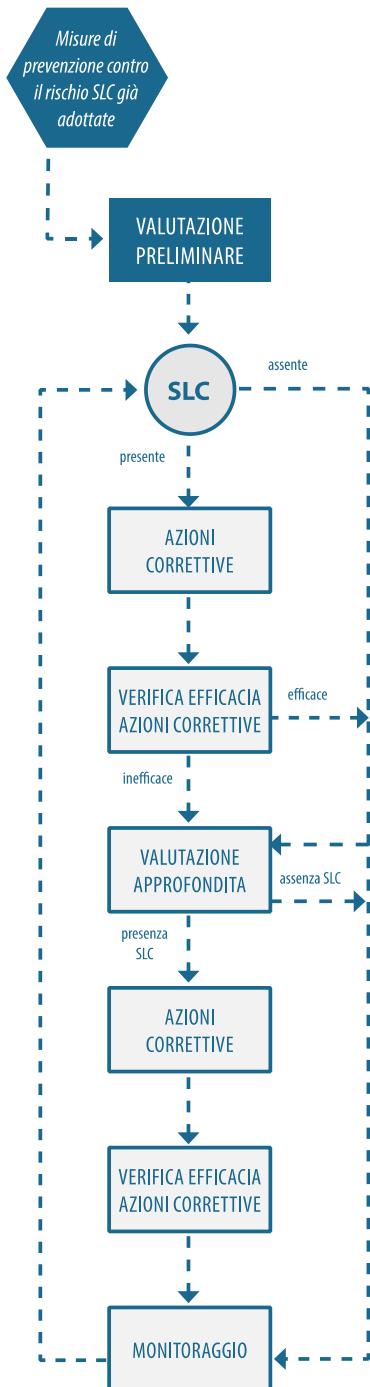 Misure di
prevenzione contro
il rischio SLC già
adottate
VALUTAZIONE
PRELIMINARE
SLC
assente
presente
AZIONI
CORRETTIVE
VERIFICA EFFICACIA
AZIONI CORRETTIVE
efficace
inefficace
VALUTAZIONE
APPROFONDITA
assenza SLC
presenza
SLC
AZIONI
CORRETTIVE
VERIFICA EFFICACIA
AZIONI CORRETTIVE
MONITORAGGIO